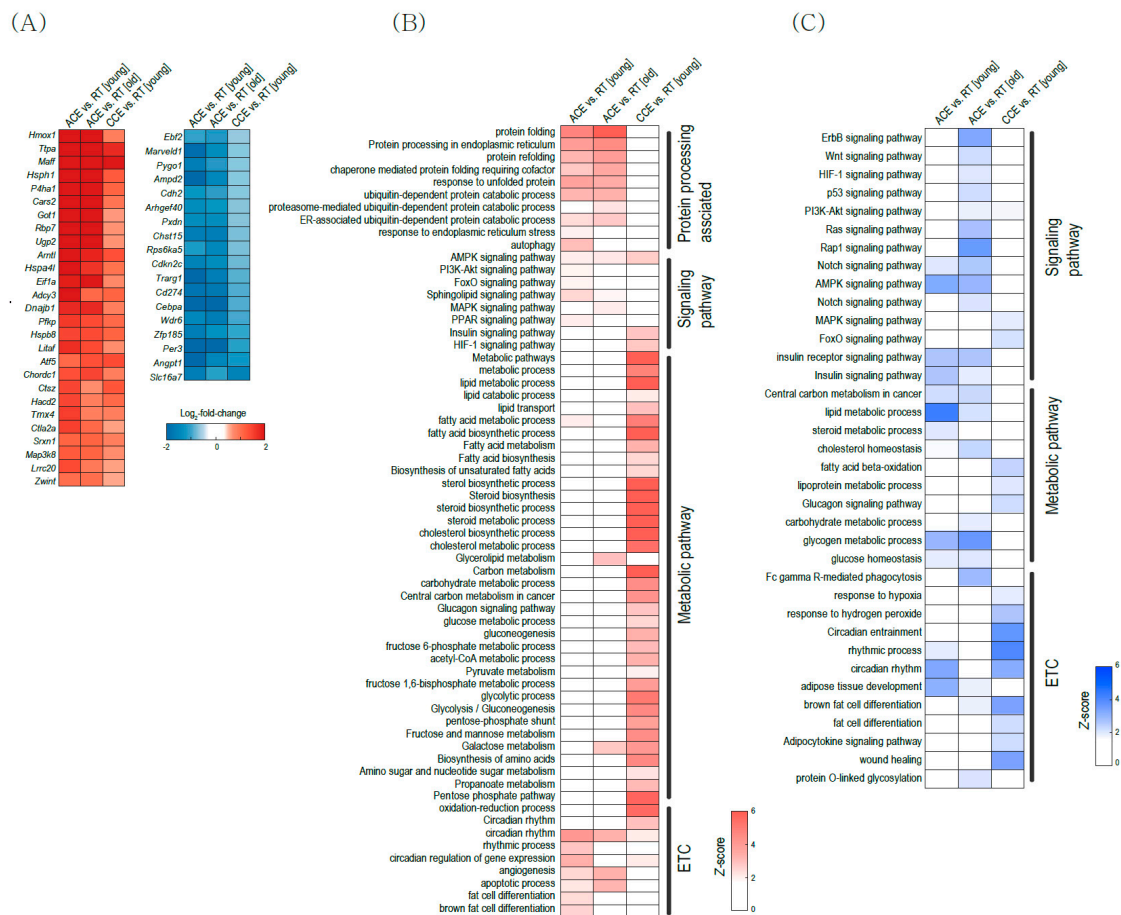 (A)
ACE vs. RT [young]
ACE vs. RT [old]
CCE vs. RT [young]
Hmox1
Ttpa
Maff
Hsph1
P4ha1
Cars2
Got1
Rbp7
Ugp2
Arntl
Hspa4l
Eif1a
Adcy3
Dnajb1
Pfkp
Hspb8
Litaf
Atf5
Chordc1
Ctsz
Hacd2
Tmx4
Ctla2a
Srxn1
Map3k8
Lrrc20
Zwint
ACE vs. RT [young]
ACE vs. RT [old]
CCE vs. RT [young]
Ebf2
Marveld1
Pygo1
Ampd2
Cdh2
Arhgef40
Pxdn
Chst15
Rps6ka5
Cdkn2c
Trarg1
Cd274
Cebpa
Wdr6
Zfp185
Per3
Angpt1
Slc16a7
Log2-fold-change
-2 0 2
(B)
ACE vs. RT [young]
ACE vs. RT [old]
CCE vs. RT [young]
protein folding
Protein processing in endoplasmic reticulum
protein refolding
chaperone mediated protein folding requiring cofactor
response to unfolded protein
ubiquitin-dependent protein catabolic process
proteasome-mediated ubiquitin-dependent protein catabolic process
ER-associated ubiquitin-dependent protein catabolic process
response to endoplasmic reticulum stress
autophagy
AMPK signaling pathway
PI3K-Akt signaling pathway
FoxO signaling pathway
Sphingolipid signaling pathway
MAPK signaling pathway
PPAR signaling pathway
Insulin signaling pathway
HIF-1 signaling pathway
Metabolic pathways
metabolic process
lipid metabolic process
lipid catabolic process
lipid transport
fatty acid metabolic process
fatty acid biosynthetic process
Fatty acid metabolism
Fatty acid biosynthesis
Biosynthesis of unsaturated fatty acids
sterol biosynthetic process
Steroid biosynthesis
steroid biosynthetic process
steroid metabolic process
cholesterol biosynthetic process
cholesterol metabolic process
Glycerolipid metabolism
Carbon metabolism
carbohydrate metabolic process
Central carbon metabolism in cancer
Glucagon signaling pathway
glucose metabolic process
gluconeogenesis
fructose 6-phosphate metabolic process
acetyl-CoA metabolic process
Pyruvate metabolism
fructose 1,6-bisphosphate metabolic process
glycolytic process
Glycolysis / Gluconeogenesis
pentose-phosphate shunt
Fructose and mannose metabolism
Galactose metabolism
Biosynthesis of amino acids
Amino sugar and nucleotide sugar metabolism
Propanoate metabolism
Pentose phosphate pathway
oxidation-reduction process
Circadian rhythm
circadian rhythm
rhythmic process
circadian regulation of gene expression
angiogenesis
apoptotic process
fat cell differentiation
brown fat cell differentiation
Protein processing
assciated
Signaling
pathway
Metabolic pathway
ETC
Z-score
6
4
2
0
(C)
ACE vs. RT [young]
ACE vs. RT [old]
CCE vs. RT [young]
ErbB signaling pathway
Wnt signaling pathway
HIF-1 signaling pathway
p53 signaling pathway
PI3K-Akt signaling pathway
Ras signaling pathway
Rap1 signaling pathway
Notch signaling pathway
AMPK signaling pathway
Notch signaling pathway
MAPK signaling pathway
FoxO signaling pathway
insulin receptor signaling pathway
Insulin signaling pathway
Central carbon metabolism in cancer
lipid metabolic process
steroid metabolic process
cholesterol homeostasis
fatty acid beta-oxidation
lipoprotein metabolic process
Glucagon signaling pathway
carbohydrate metabolic process
glycogen metabolic process
glucose homeostasis
Fc gamma R-mediated phagocytosis
response to hypoxia
response to hydrogen peroxide
Circadian entrainment
rhythmic process
circadian rhythm
adipose tissue development
brown fat cell differentiation
fat cell differentiation
Adipocytokine signaling pathway
wound healing
protein O-linked glycosylation
Signaling
pathway
Metabolic pathway
ETC
Z-score
6
4
2
0